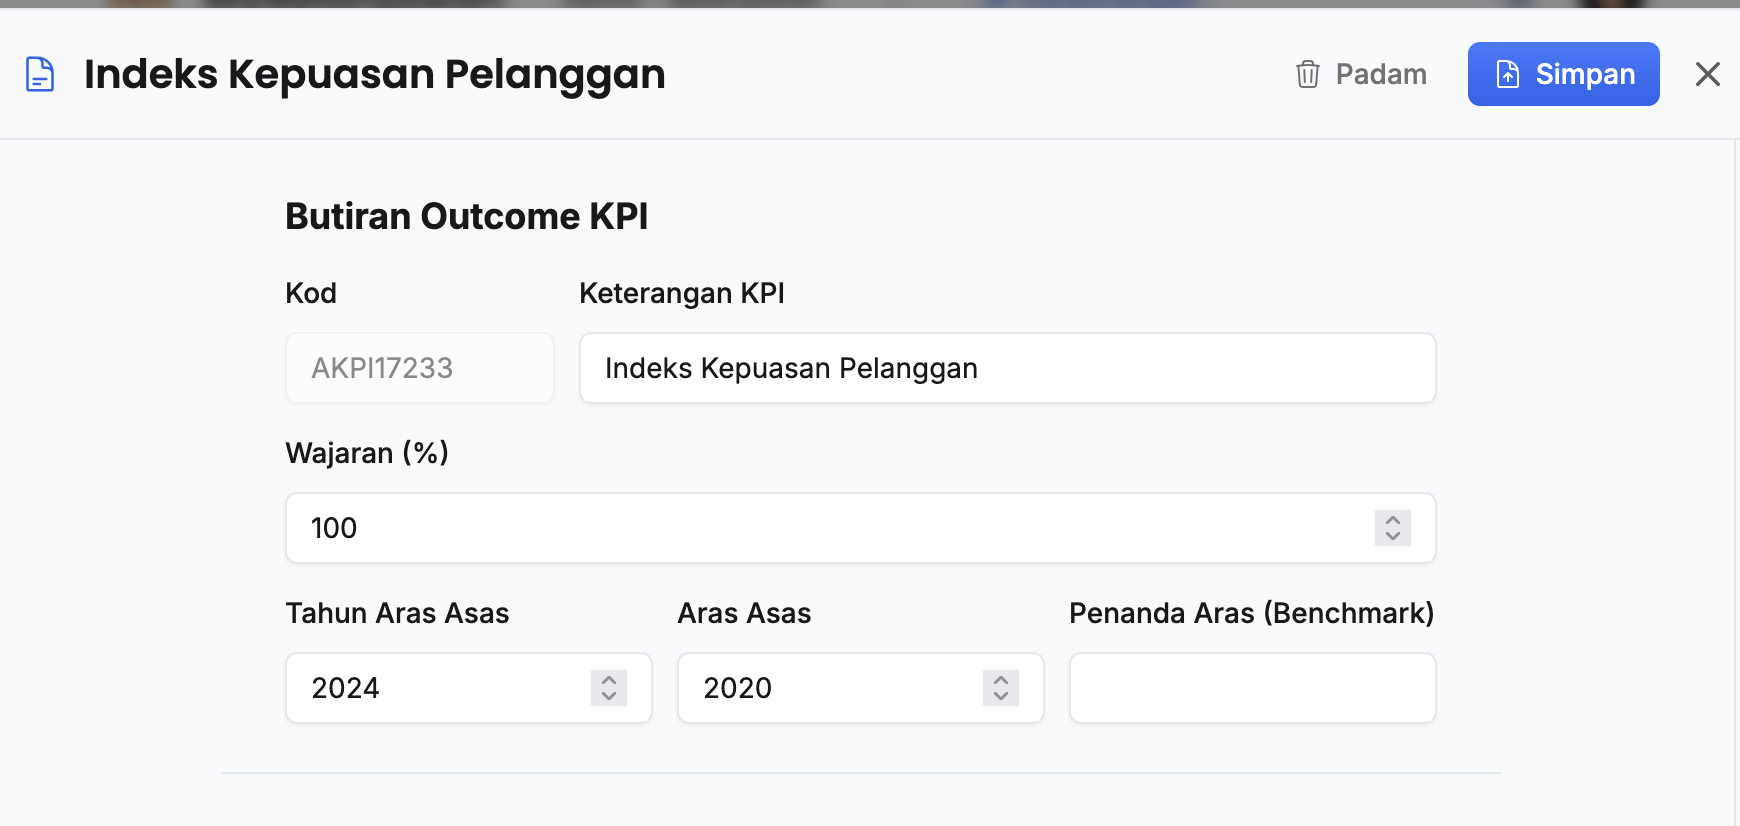 Indeks Kepuasan Pelanggan
Padam
Simpan
Butiran Outcome KPI
Kod
Keterangan KPI
AKPI17233
Indeks Kepuasan Pelanggan
Wajaran (%)
100
Tahun Aras Asas
Aras Asas
Penanda Aras (Benchmark)
2024
2020